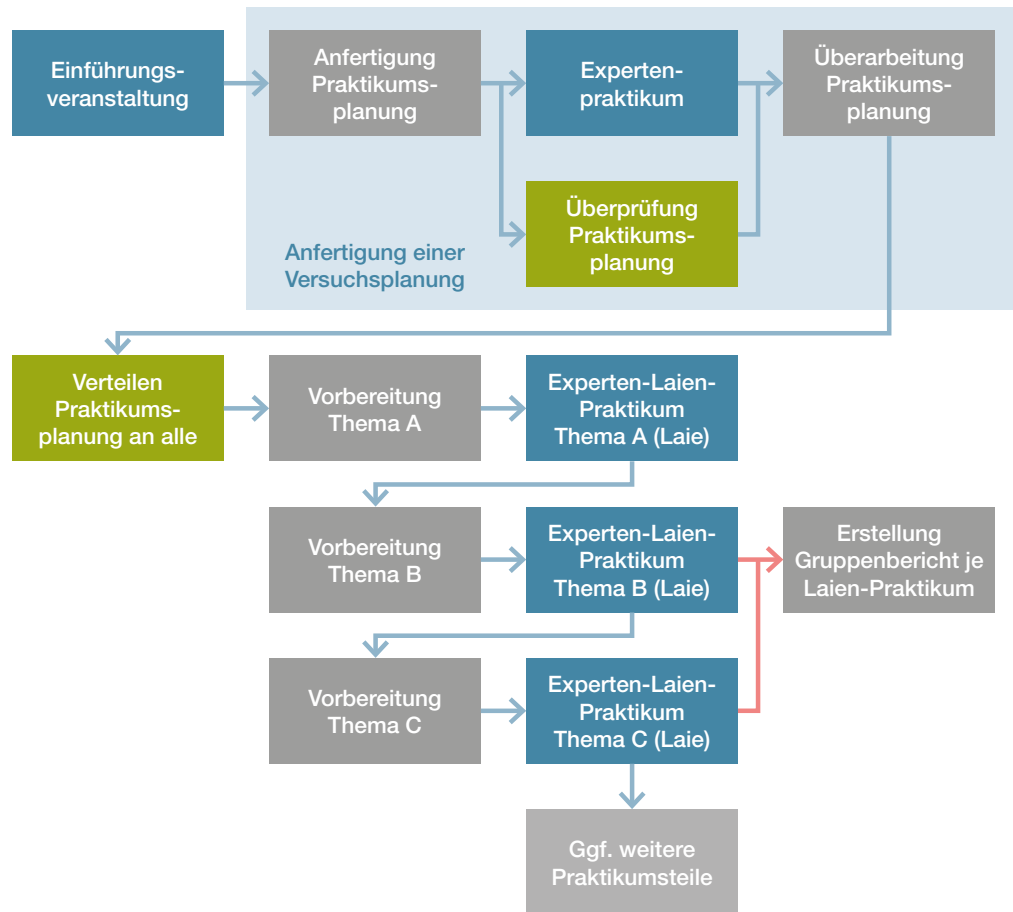 Einführungs-
veranstaltung
Anfertigung
Praktikums-
planung
Experten-
praktikum
Überarbeitung
Praktikums-
planung
Überprüfung
Praktikums-
planung
Anfertigung einer
Versuchsplanung
Verteilen
Praktikums-
planung an alle
Vorbereitung
Thema A
Experten-Laien-
Praktikum
Thema A (Laie)
Vorbereitung
Thema B
Experten-Laien-
Praktikum
Thema B (Laie)
Erstellung
Gruppenbericht je
Laien-Praktikum
Vorbereitung
Thema C
Experten-Laien-
Praktikum
Thema C (Laie)
Ggf. weitere
Praktikumsteile